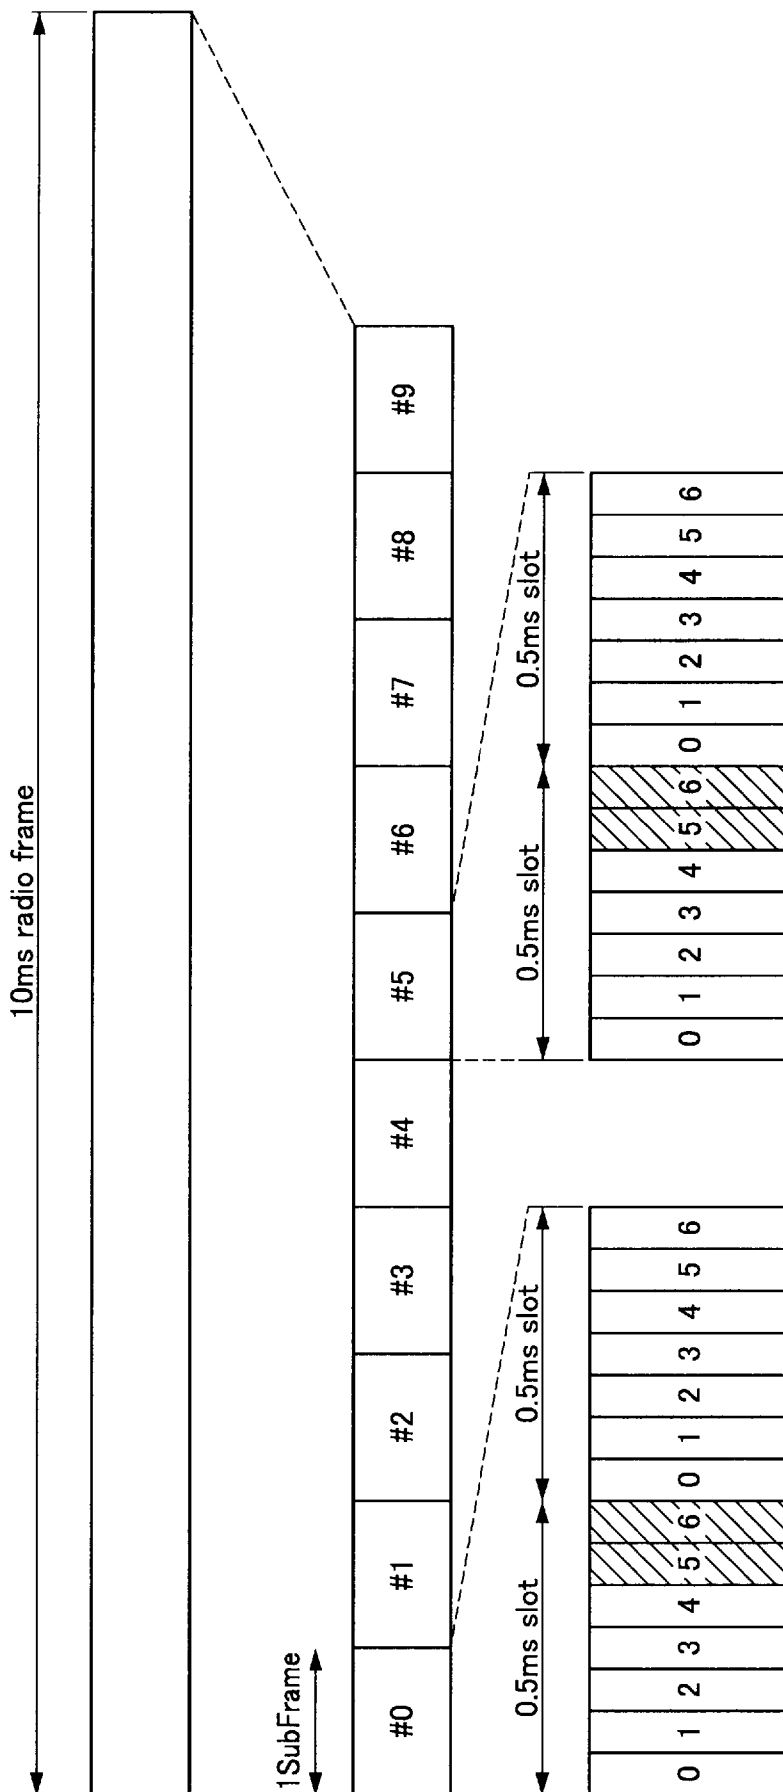 10ms radio frame
1SubFrame
#0 #1 #2 #3 #4 #5 #6 #7 #8 #9
0.5ms slot 0.5ms slot 0.5ms slot 0.5ms slot
0 1 2 3 4 5 6 0 1 2 3 4 5 6 0 1 2 3 4 5 6 0 1 2 3 4 5 6